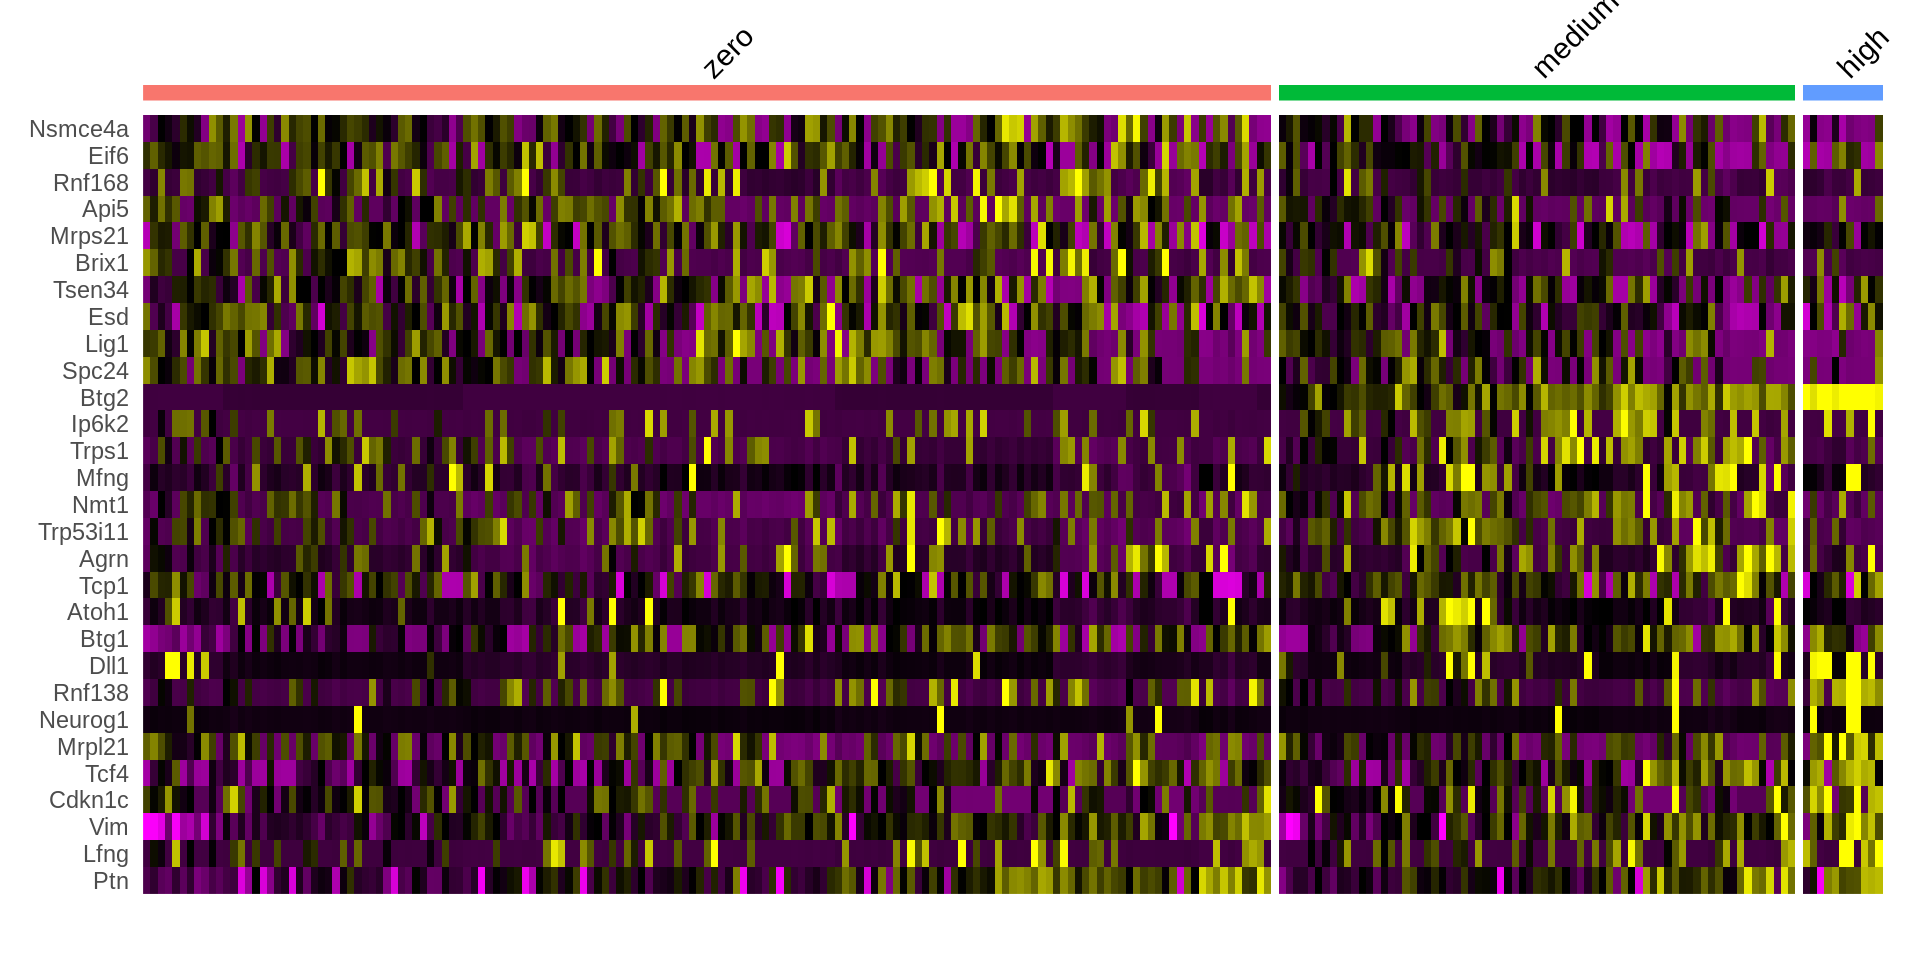 zero
medium
high
Nsmce4a
Eif6
Rnf168
Api5
Mrps21
Brix1
Tsen34
Esd
Lig1
Spc24
Btg2
Ip6k2
Trps1
Mfng
Nmt1
Trp53i11
Agrn
Tcp1
Atoh1
Btg1
Dll1
Rnf138
Neurog1
Mrpl21
Tcf4
Cdkn1c
Vim
Lfng
Ptn